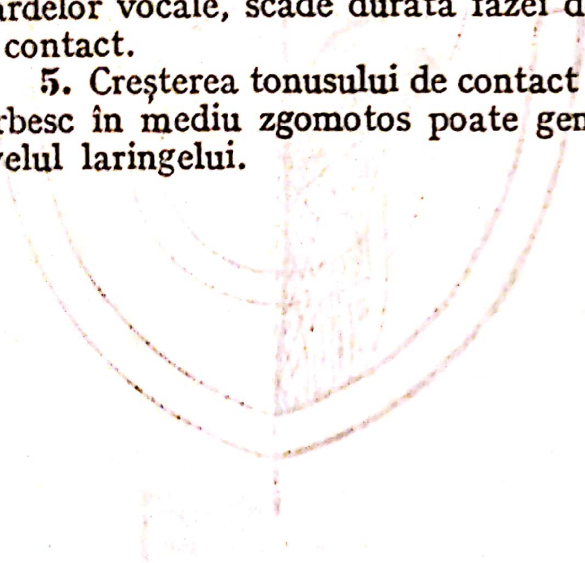 ardelor vocale, scade durata fazei d
contact.
5. Creșterea tonusului de contact
rbesc în mediu zgomotos poate gen
velul laringelui.